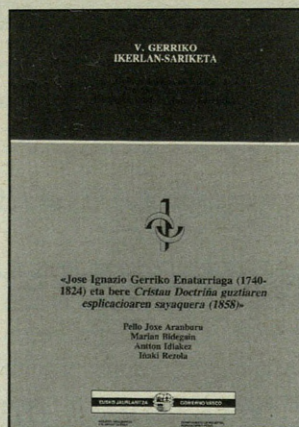 V. GERRIKO
IKERLAN-SARIKETA
«Jose Ignazio Gerriko Enatarriaga (1740-
1824) eta bere Cristau Doctriña guztiaren
esplicacioaren sayaquera (1858)»
Pello Joxe Aranburu
Marian Bidegain
Antton Idiakez
Iñaki Rezola
EUSKO JAURLARITZA
GOBIERNO VASCO